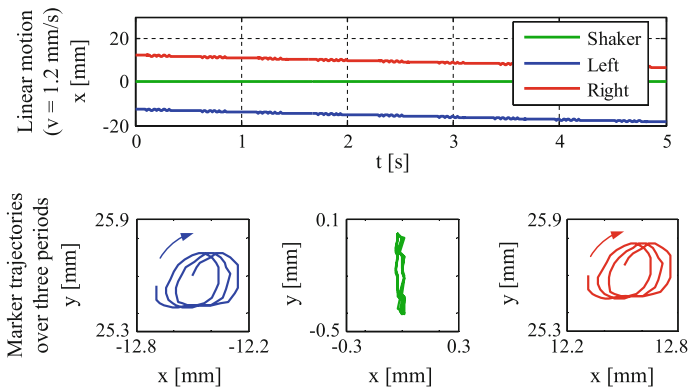 Linear motion
(v = 1.2 mm/s)
x [mm]
20
0
-20
Shaker
Left
Right
0
1
2
3
4
5
t [s]
Marker trajectories
over three periods
y [mm]
25.9
25.3
-12.8
-12.2
x [mm]
y [mm]
0.1
-0.5
-0.3
0.3
x [mm]
y [mm]
25.9
25.3
12.2
12.8
x [mm]